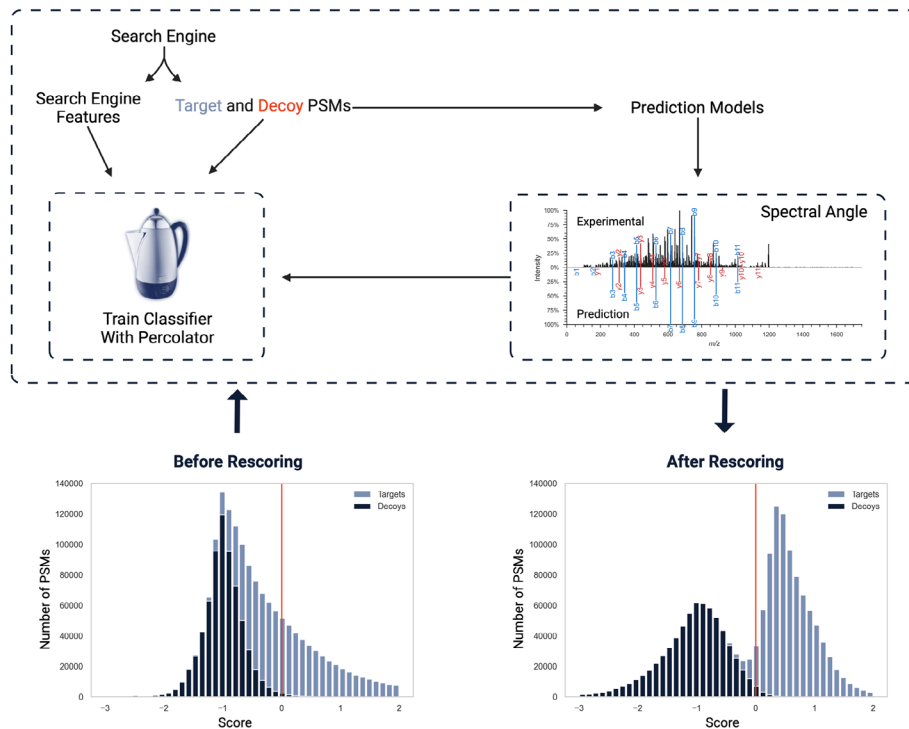 Search Engine
Search Engine
Features
Target and Decoy PSMs
Prediction Models
Train Classifier
With Percolator
Spectral Angle
Experimental
Prediction
Intensity
100%
75%
50%
25%
0%
25%
50%
75%
100%
0
200
400
600
800
1000
1200
1400
1600
m/z
Before Rescoring
Targets
Decoys
Number of PSMs
140000
120000
100000
80000
60000
40000
20000
0
−3
−2
−1
0
1
2
Score
After Rescoring
Targets
Decoys
Number of PSMs
140000
120000
100000
80000
60000
40000
20000
0
−3
−2
−1
0
1
2
Score